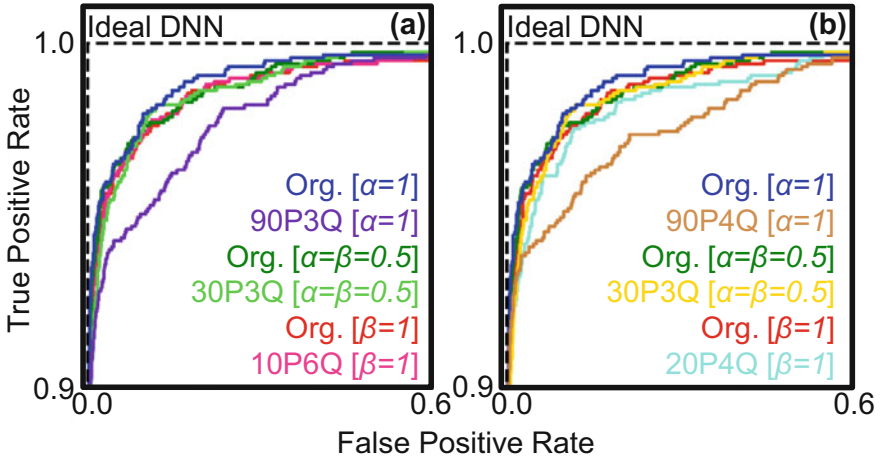 Ideal DNN (a)
1.0
Org. [α=1]
90P3Q [α=1]
Org. [α=β=0.5]
30P3Q [α=β=0.5]
Org. [β=1]
10P6Q [β=1]
0.9
0.0 0.6
Ideal DNN (b)
1.0
Org. [α=1]
90P4Q [α=1]
Org. [α=β=0.5]
30P3Q [α=β=0.5]
Org. [β=1]
20P4Q [β=1]
0.9
0.0 0.6
True Positive Rate
False Positive Rate